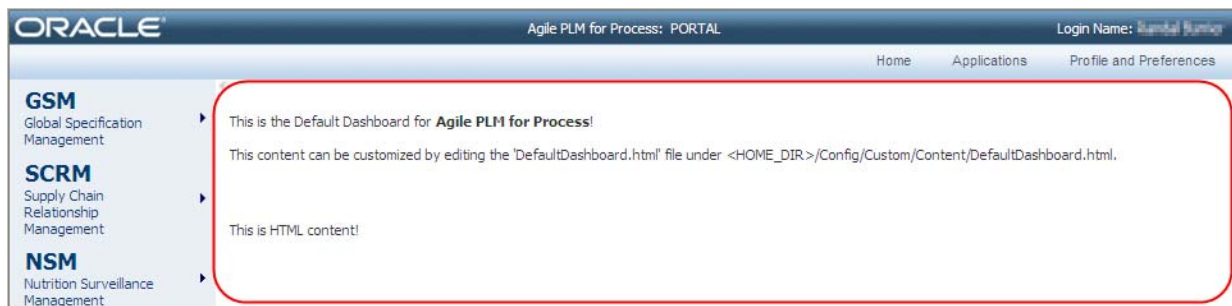 ORACLE
Agile PLM for Process: PORTAL
Login Name:
Home Applications Profile and Preferences
GSM
Global Specification
Management
SCRM
Supply Chain
Relationship
Management
NSM
Nutrition Surveillance
Management
This is the Default Dashboard for Agile PLM for Process!
This content can be customized by editing the 'DefaultDashboard.html' file under <HOME_DIR>/Config/Custom/Content/DefaultDashboard.html.
This is HTML content!